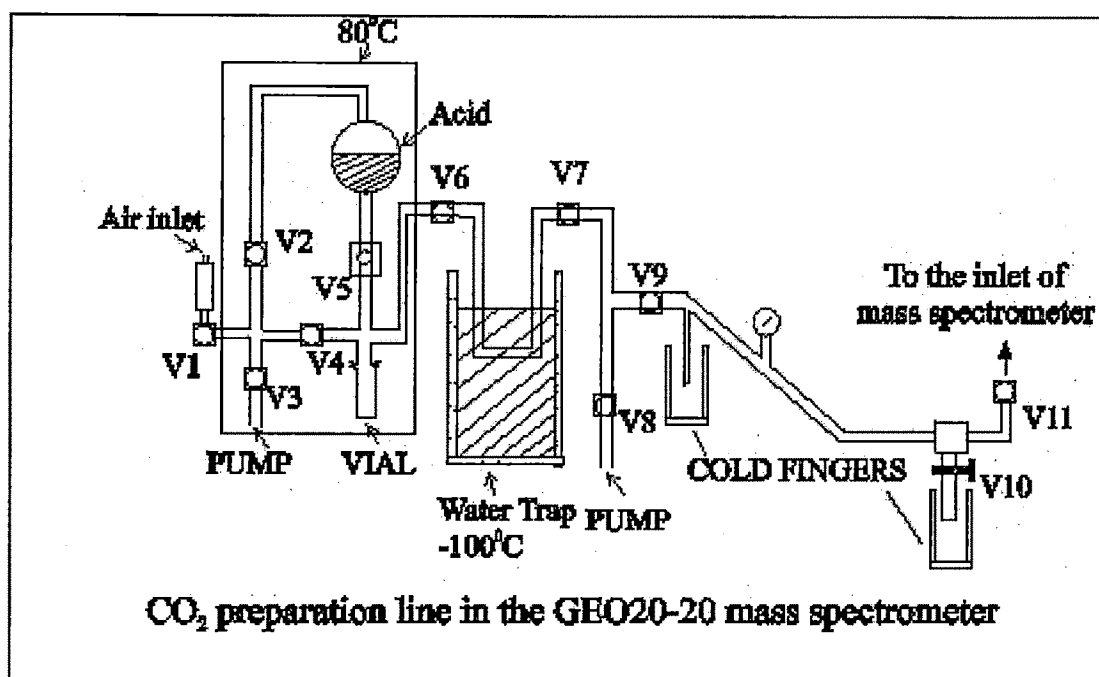 80°C
Acid
V6
V7
Air inlet
V2
V5
V9
To the inlet of
mass spectrometer
V1
V4
V3
V8
V11
PUMP
VIAL
COLD FINGERS
V10
Water Trap
-100⁰C
PUMP
CO₂ preparation line in the GEO20-20 mass spectrometer